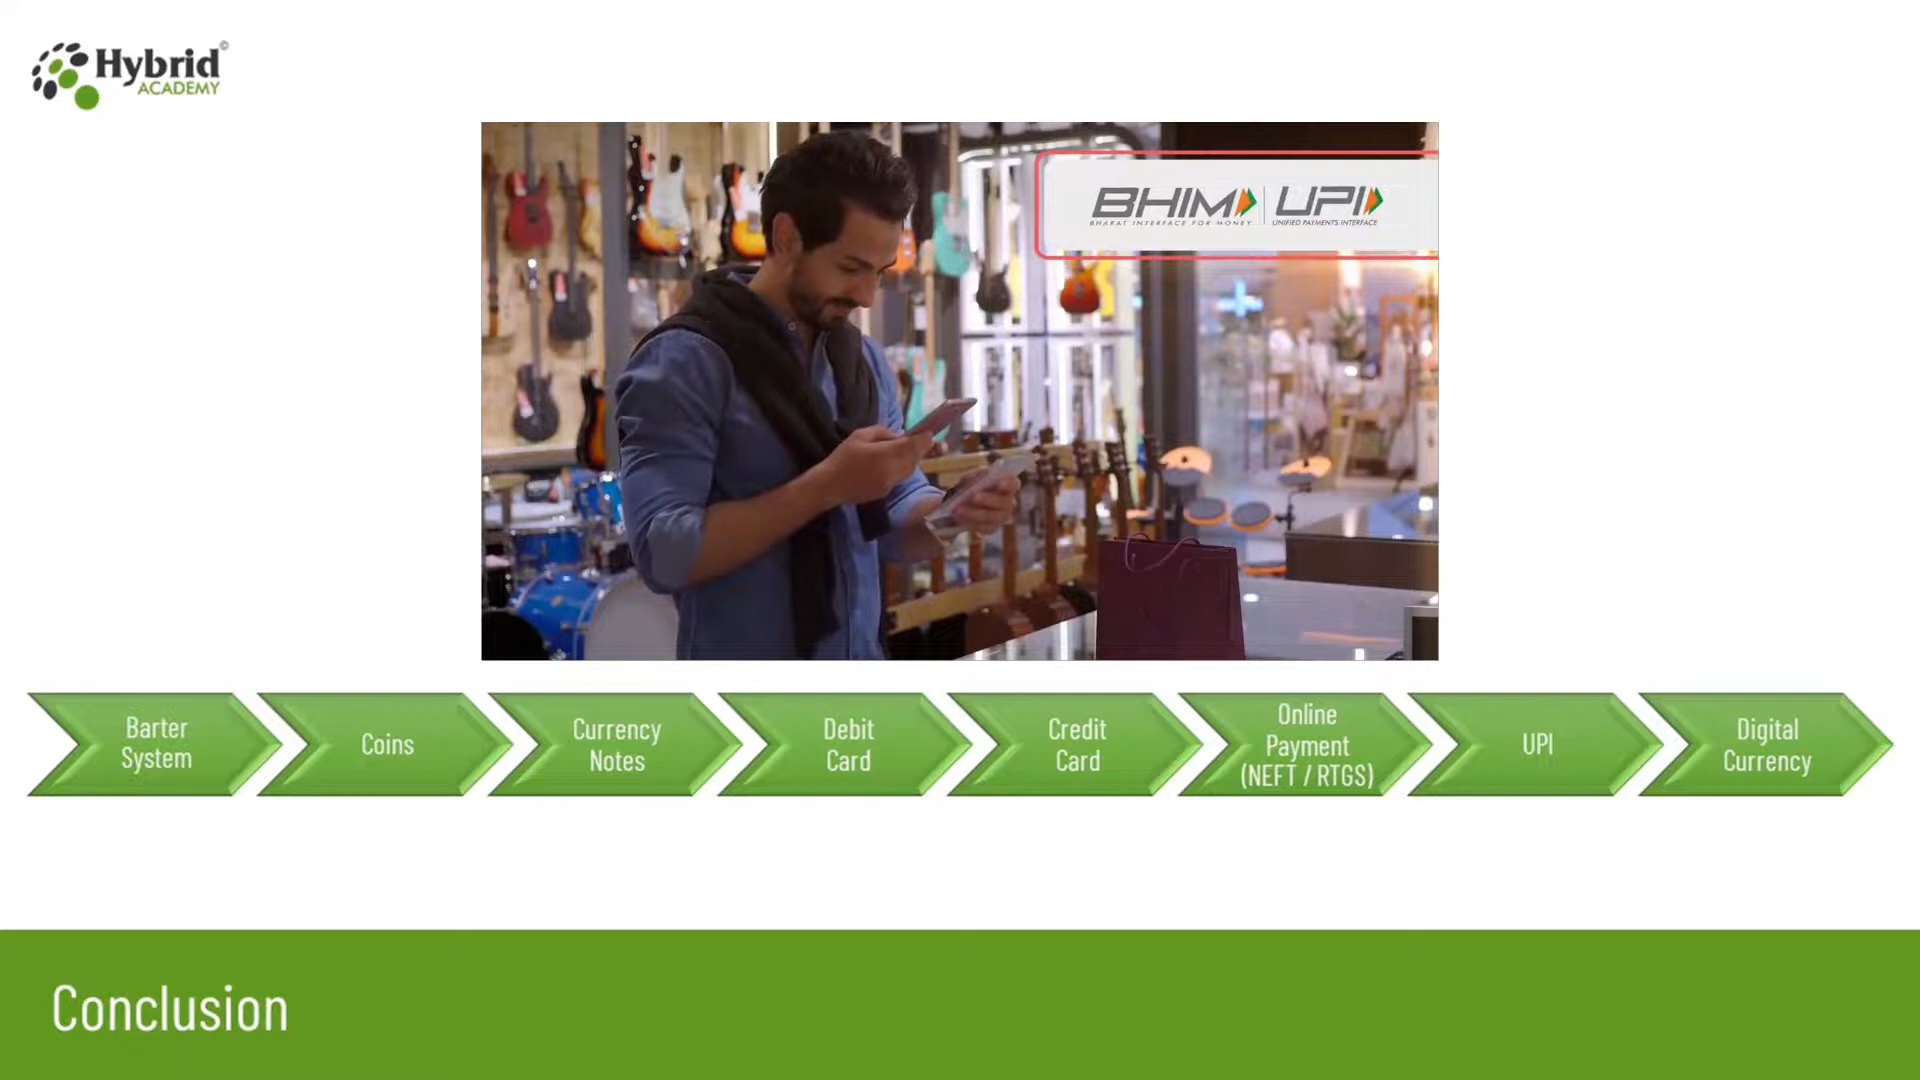 Hybrid©
ACADEMY
BHIM UPI
BHARAT INTERFACE FOR MONEY UNIFIED PAYMENTS INTERFACE
Barter
System
Coins
Currency
Notes
Debit
Card
Credit
Card
Online
Payment
(NEFT / RTGS)
UPI
Digital
Currency
Conclusion